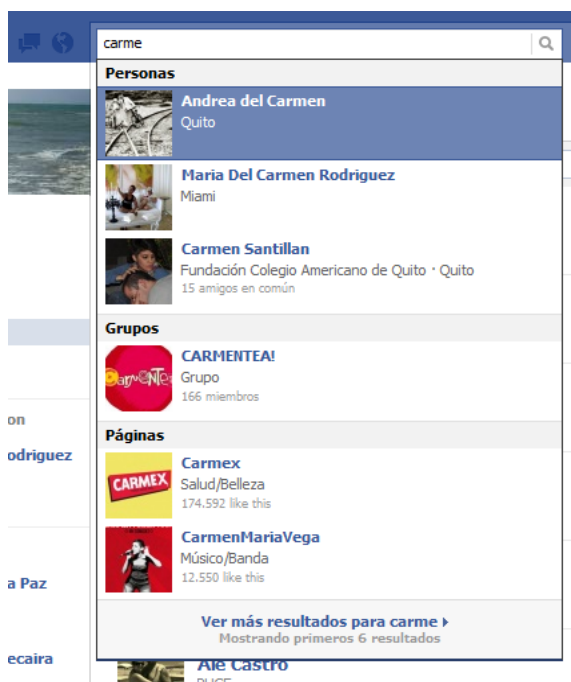 carme
Personas
Andrea del Carmen
Quito
Maria Del Carmen Rodriguez
Miami
Carmen Santillan
Fundación Colegio Americano de Quito · Quito
15 amigos en común
Grupos
CARMENTEA!
Grupo
166 miembros
Páginas
Carmex
Salud/Belleza
174.592 like this
CARMEX
CarmenMariaVega
Músico/Banda
12.550 like this
Ver más resultados para carme
Mostrando primeros 6 resultados
on
odriguez
a Paz
ecaira
Ale Castro